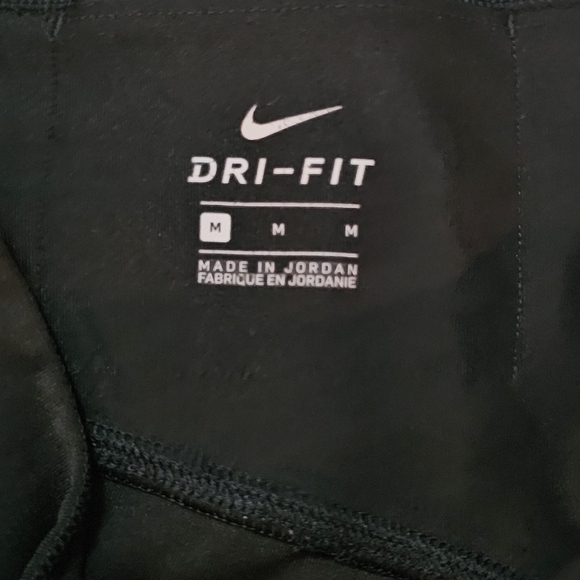 DRI-FIT
M M M
MADE IN JORDAN
FABRIQUE EN JORDANIE